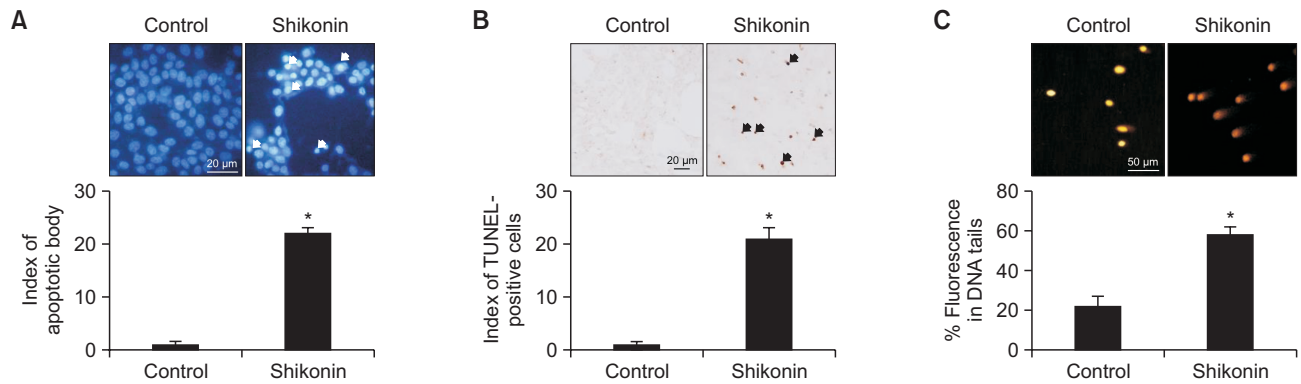 A
Control
Shikonin
20 μm
30
20
10
0
Index of
apoptotic body
*
Control
Shikonin
B
Control
Shikonin
20 μm
30
20
10
0
Index of TUNEL-
positive cells
*
Control
Shikonin
C
Control
Shikonin
50 μm
80
60
40
20
0
% Fluorescence
in DNA tails
*
Control
Shikonin